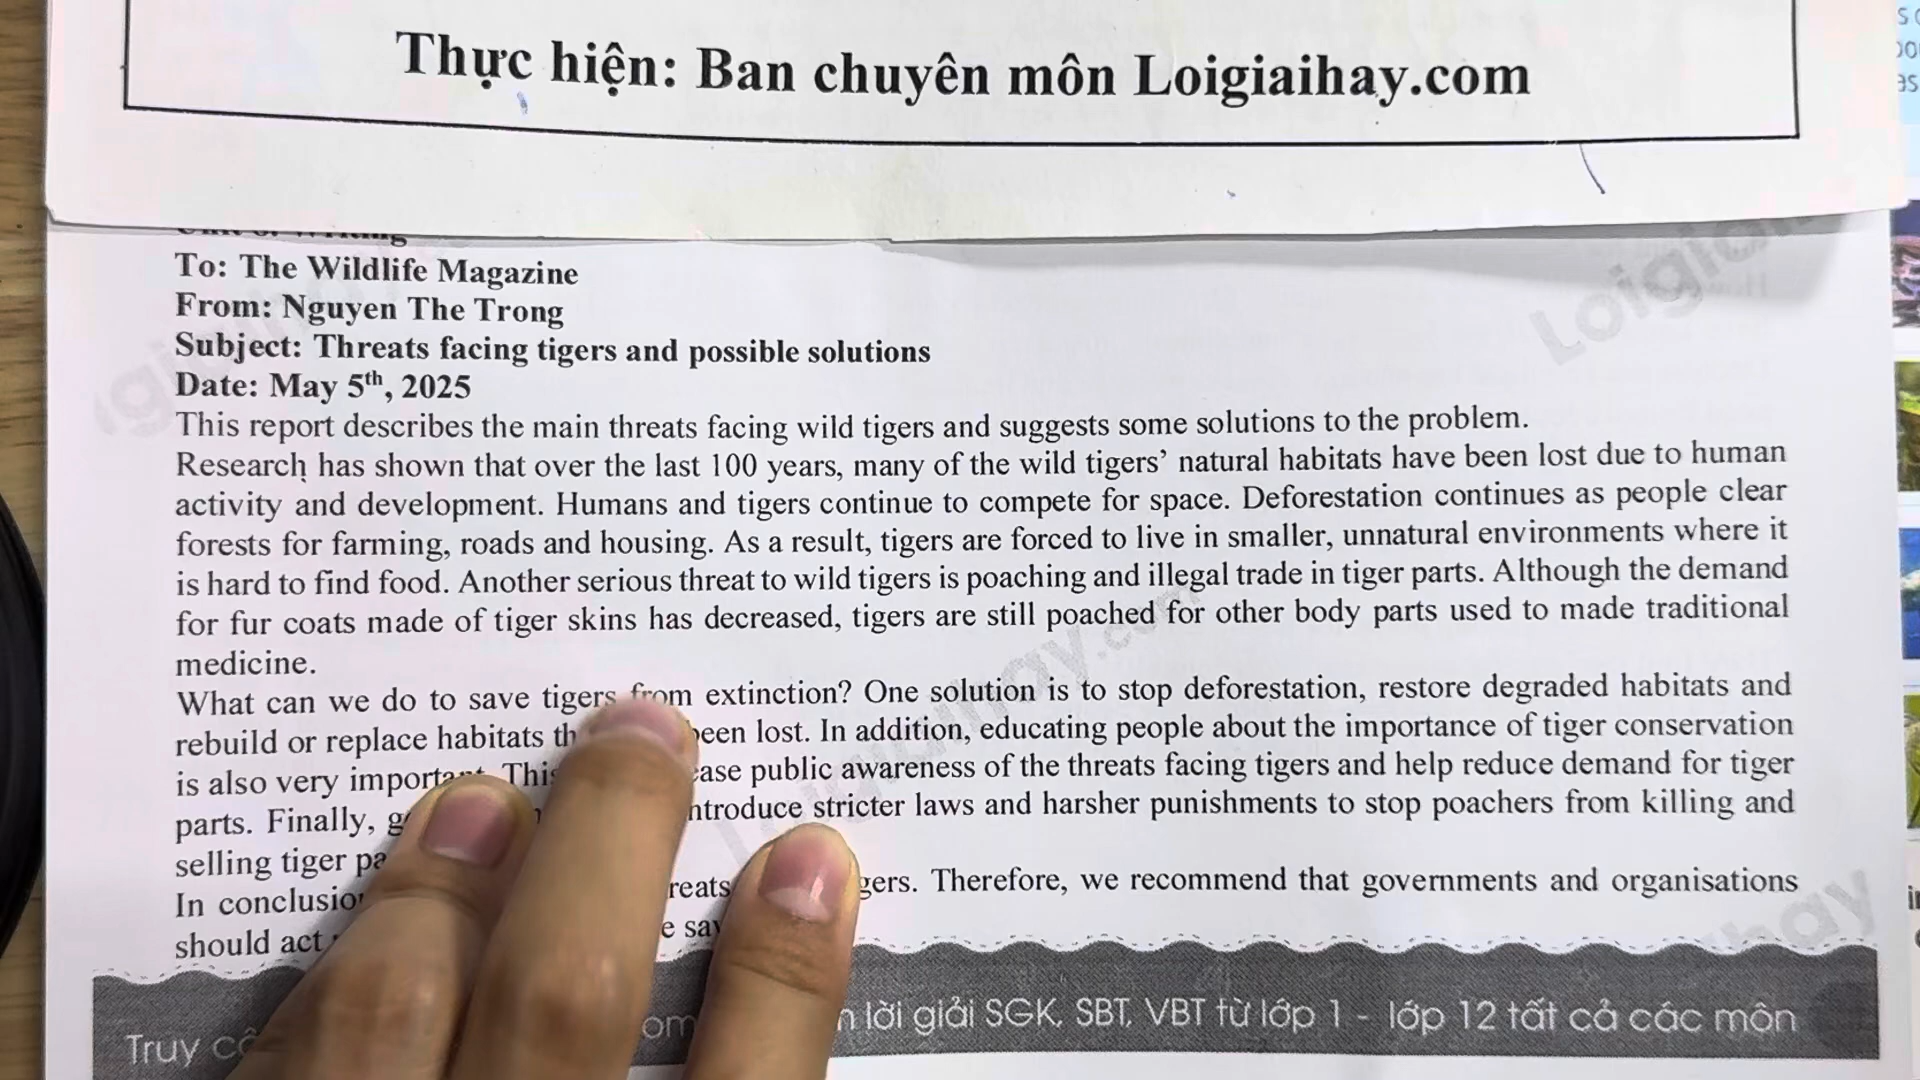 Thực hiện: Ban chuyên môn Loigiaihay.com
To: The Wildlife Magazine
From: Nguyen The Trong
Subject: Threats facing tigers and possible solutions
Date: May 5th, 2025
This report describes the main threats facing wild tigers and suggests some solutions to the problem.
Research has shown that over the last 100 years, many of the wild tigers’ natural habitats have been lost due to human
activity and development. Humans and tigers continue to compete for space. Deforestation continues as people clear
forests for farming, roads and housing. As a result, tigers are forced to live in smaller, unnatural environments where it
is hard to find food. Another serious threat to wild tigers is poaching and illegal trade in tiger parts. Although the demand
for fur coats made of tiger skins has decreased, tigers are still poached for other body parts used to made traditional
medicine.
What can we do to save tigers from extinction? One solution is to stop deforestation, restore degraded habitats and
rebuild or replace habitats been lost. In addition, educating people about the importance of tiger conservation
is also very important. This public awareness of the threats facing tigers and help reduce demand for tiger
parts. Finally, introduce stricter laws and harsher punishments to stop poachers from killing and
selling tiger
In conclusion Therefore, we recommend that governments and organisations
should act
Truy lời giải SGK, SBT, VBT từ lớp 1 - lớp 12 tất cả các môn